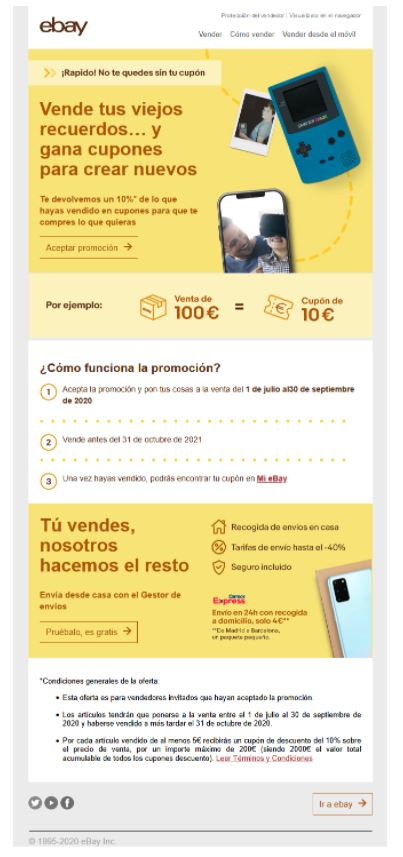 ebay
Protección del vendedor | Visualízalo en el navegador
Vender Cómo vender Vender desde el móvil
¡Rapido! No te quedes sin tu cupón
Vende tus viejos
recuerdos... y
gana cupones
para crear nuevos
Te devolvemos un 10%* de lo que
hayas vendido en cupones para que te
compres lo que quieras
Aceptar promoción →
GAME BOY COLOR
Por ejemplo:
Venta de
100€
=
Cupón de
10€
¿Cómo funciona la promoción?
1 Acepta la promoción y pon tus cosas a la venta del 1 de julio al30 de septiembre
de 2020
2 Vende antes del 31 de octubre de 2021
3 Una vez hayas vendido, podrás encontrar tu cupón en Mi eBay
Tú vendes,
nosotros
hacemos el resto
Envía desde casa con el Gestor de
envíos
Pruébalo, es gratis →
Recogida de envíos en casa
Tarifas de envío hasta el -40%
Seguro incluido
Correos
Express
Envío en 24h con recogida
a domicilio, solo 4€**
**De Madrid a Barcelona,
un paquete pequeño.
*Condiciones generales de la oferta:
• Esta oferta es para vendedores invitados que hayan aceptado la promoción.
• Los artículos tendrán que ponerse a la venta entre el 1 de julio al 30 de septiembre de
2020 y haberse vendido a más tardar el 31 de octubre de 2020.
• Por cada artículo vendido de al menos 5€ recibirás un cupón de descuento del 10% sobre
el precio de venta, por un importe máximo de 200€ (siendo 2000€ el valor total
acumulable de todos los cupones descuento). Leer Términos y Condiciones
Ir a ebay →
© 1995-2020 eBay Inc.